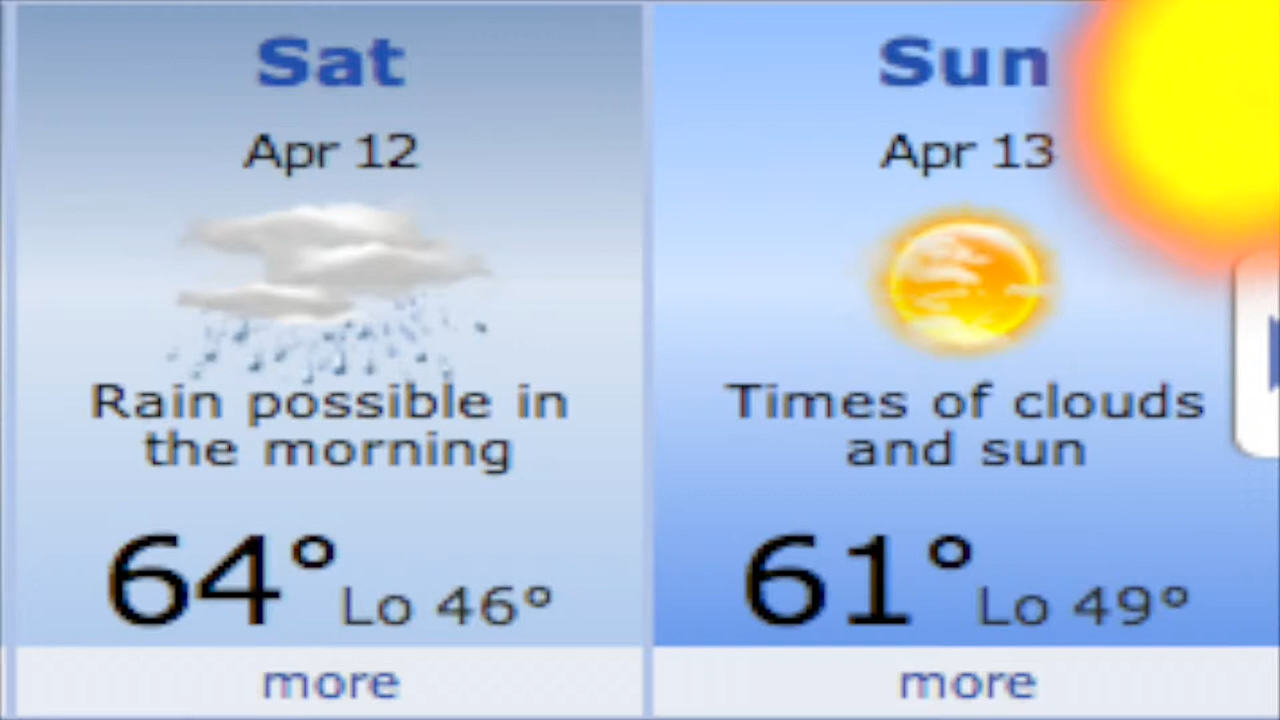 Sat
Apr 12
Rain possible in
the morning
64° Lo 46°
more
Sun
Apr 13
Times of clouds
and sun
61° Lo 49°
more